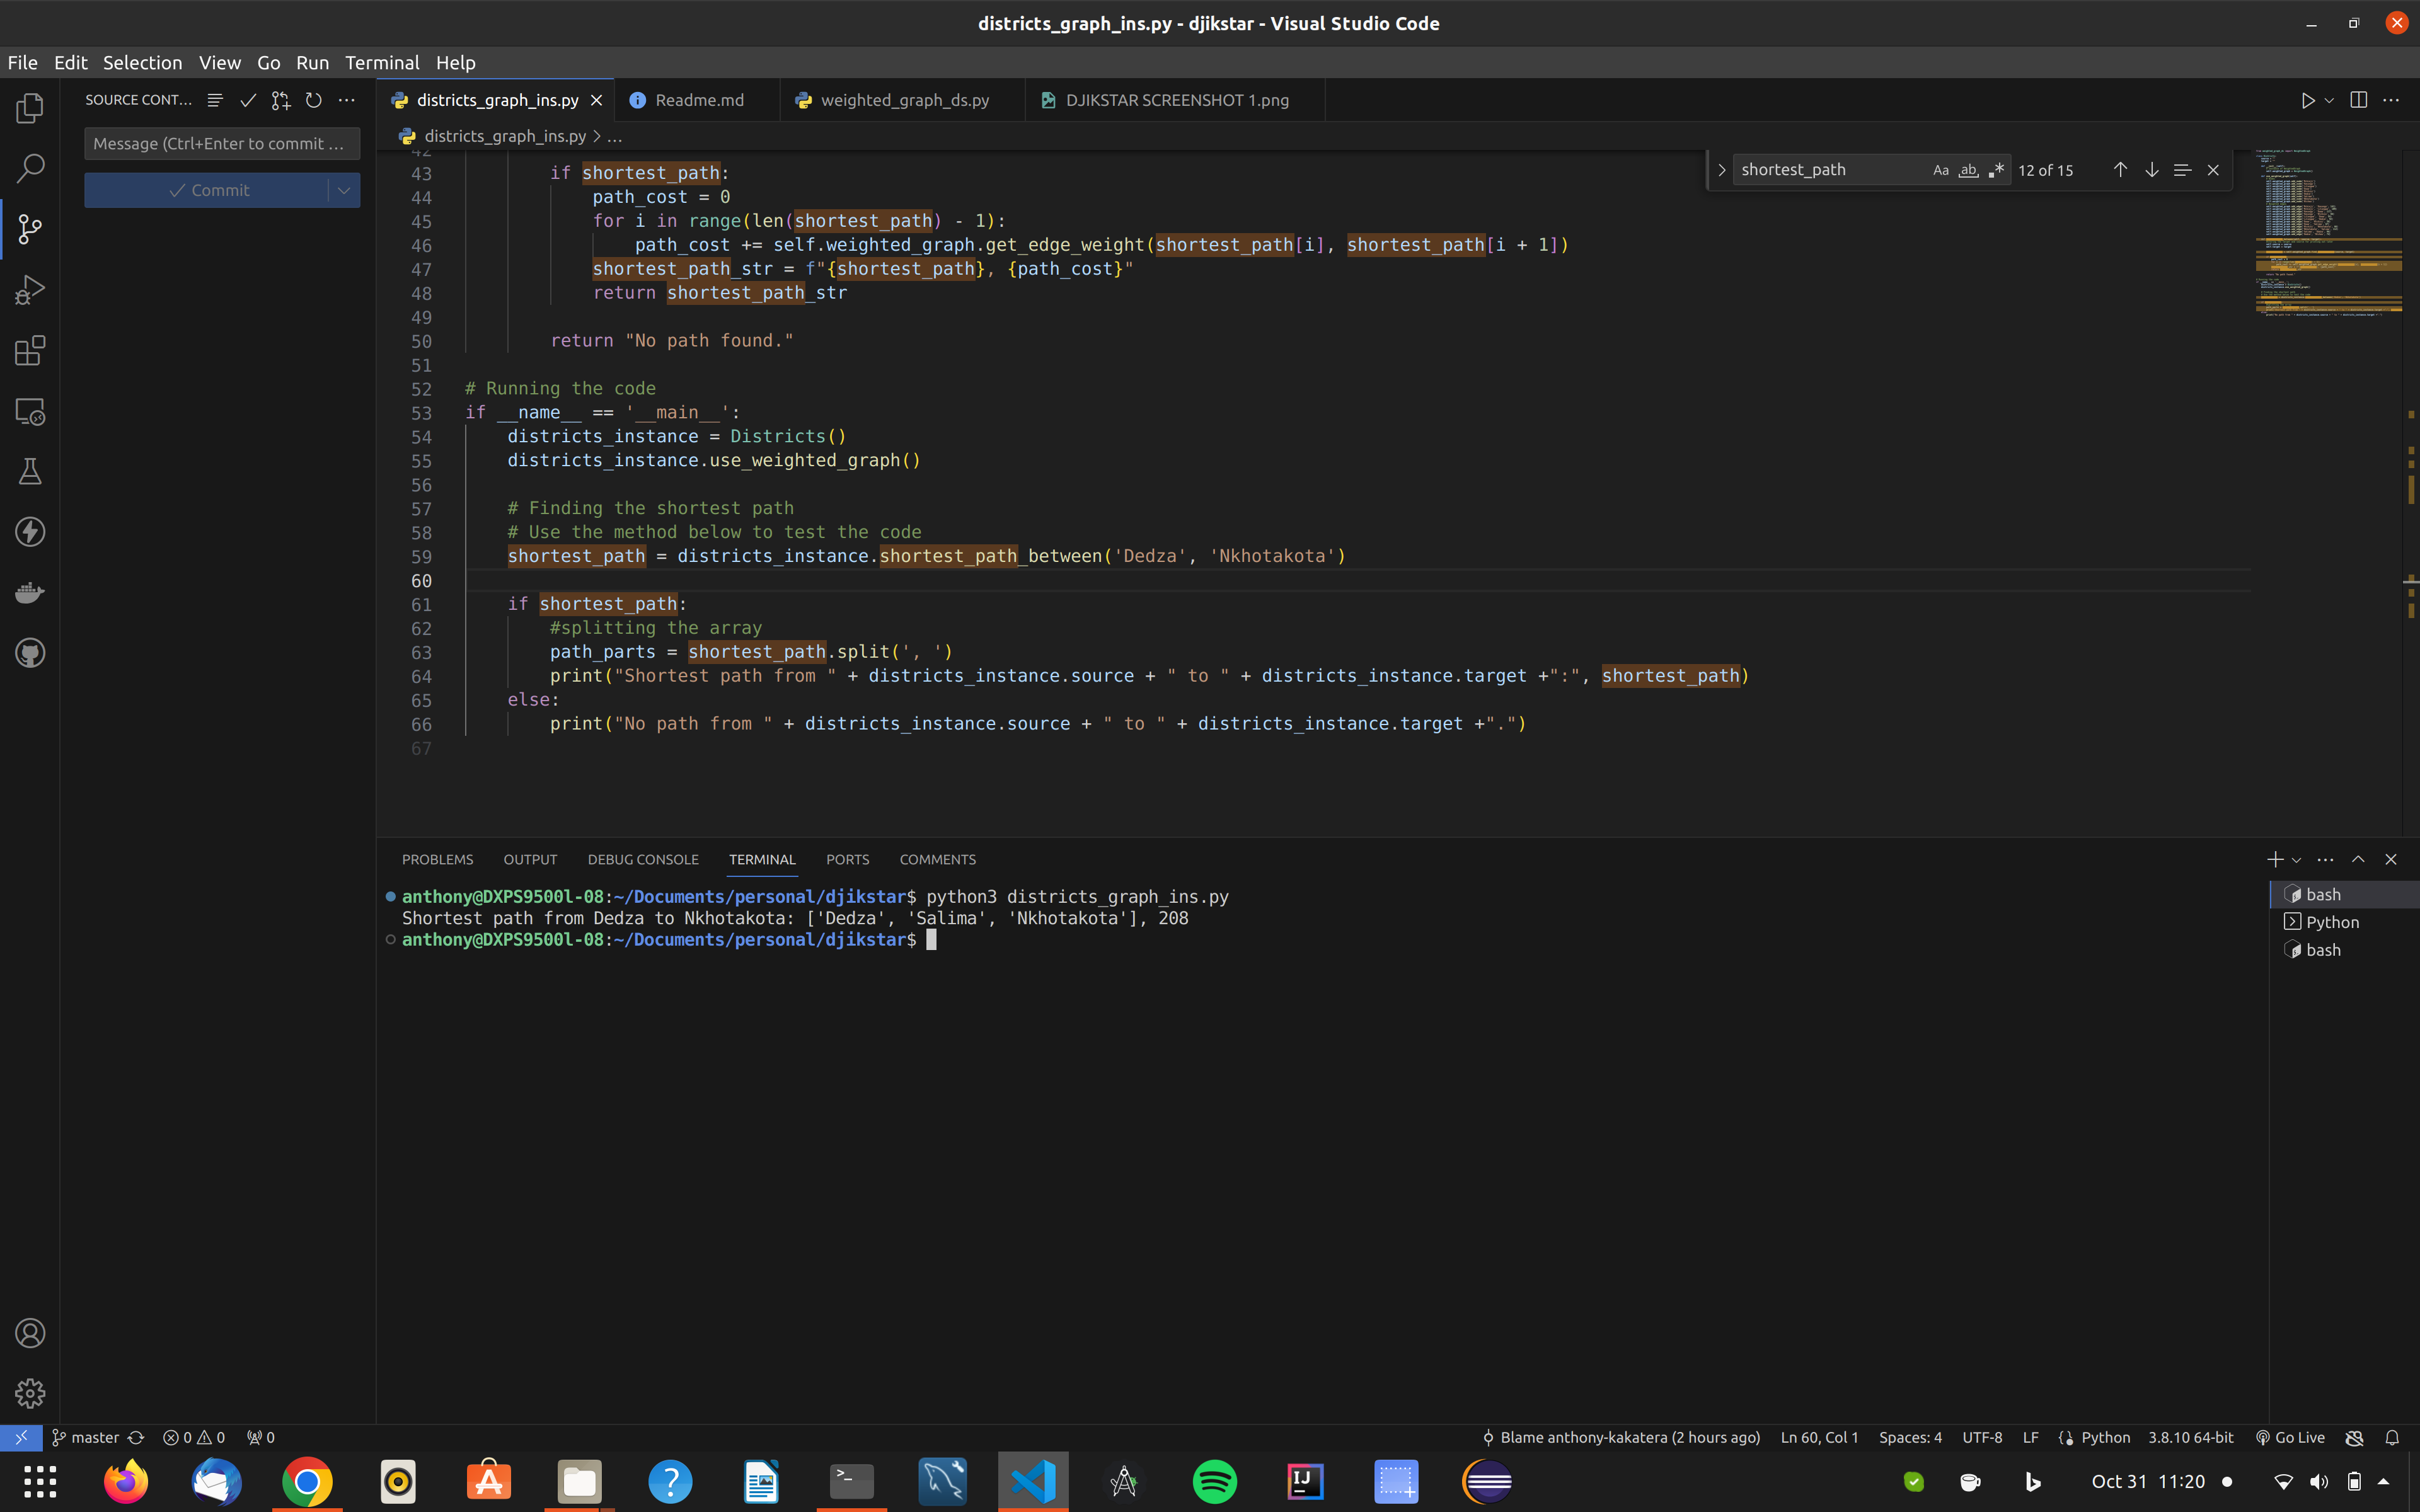 districts_graph_ins.py - djikstar - Visual Studio Code
File Edit Selection View Go Run Terminal Help
SOURCE CONT...
districts_graph_ins.py
Readme.md
weighted_graph_ds.py
DJIKSTAR SCREENSHOT 1.png
Message (Ctrl+Enter to commit ...
Commit
districts_graph_ins.py > ...
shortest_path Aa ab 12 of 15
42
43 if shortest_path:
44 path_cost = 0
45 for i in range(len(shortest_path) - 1):
46 path_cost += self.weighted_graph.get_edge_weight(shortest_path[i], shortest_path[i + 1])
47 shortest_path_str = f"{shortest_path}, {path_cost}"
48 return shortest_path_str
49
50 return "No path found."
51
52 # Running the code
53 if __name__ == '__main__':
54 districts_instance = Districts()
55 districts_instance.use_weighted_graph()
56
57 # Finding the shortest path
58 # Use the method below to test the code
59 shortest_path = districts_instance.shortest_path_between('Dedza', 'Nkhotakota')
60
61 if shortest_path:
62 #splitting the array
63 path_parts = shortest_path.split(', ')
64 print("Shortest path from " + districts_instance.source + " to " + districts_instance.target +":", shortest_path)
65 else:
66 print("No path from " + districts_instance.source + " to " + districts_instance.target +".")
67
PROBLEMS OUTPUT DEBUG CONSOLE TERMINAL PORTS COMMENTS
anthony@DXPS9500l-08:~/Documents/personal/djikstar$ python3 districts_graph_ins.py
Shortest path from Dedza to Nkhotakota: ['Dedza', 'Salima', 'Nkhotakota'], 208
anthony@DXPS9500l-08:~/Documents/personal/djikstar$
bash
Python
bash
master 0 0 0
Blame anthony-kakatera (2 hours ago) Ln 60, Col 1 Spaces: 4 UTF-8 LF Python 3.8.10 64-bit Go Live
Oct 31 11:20